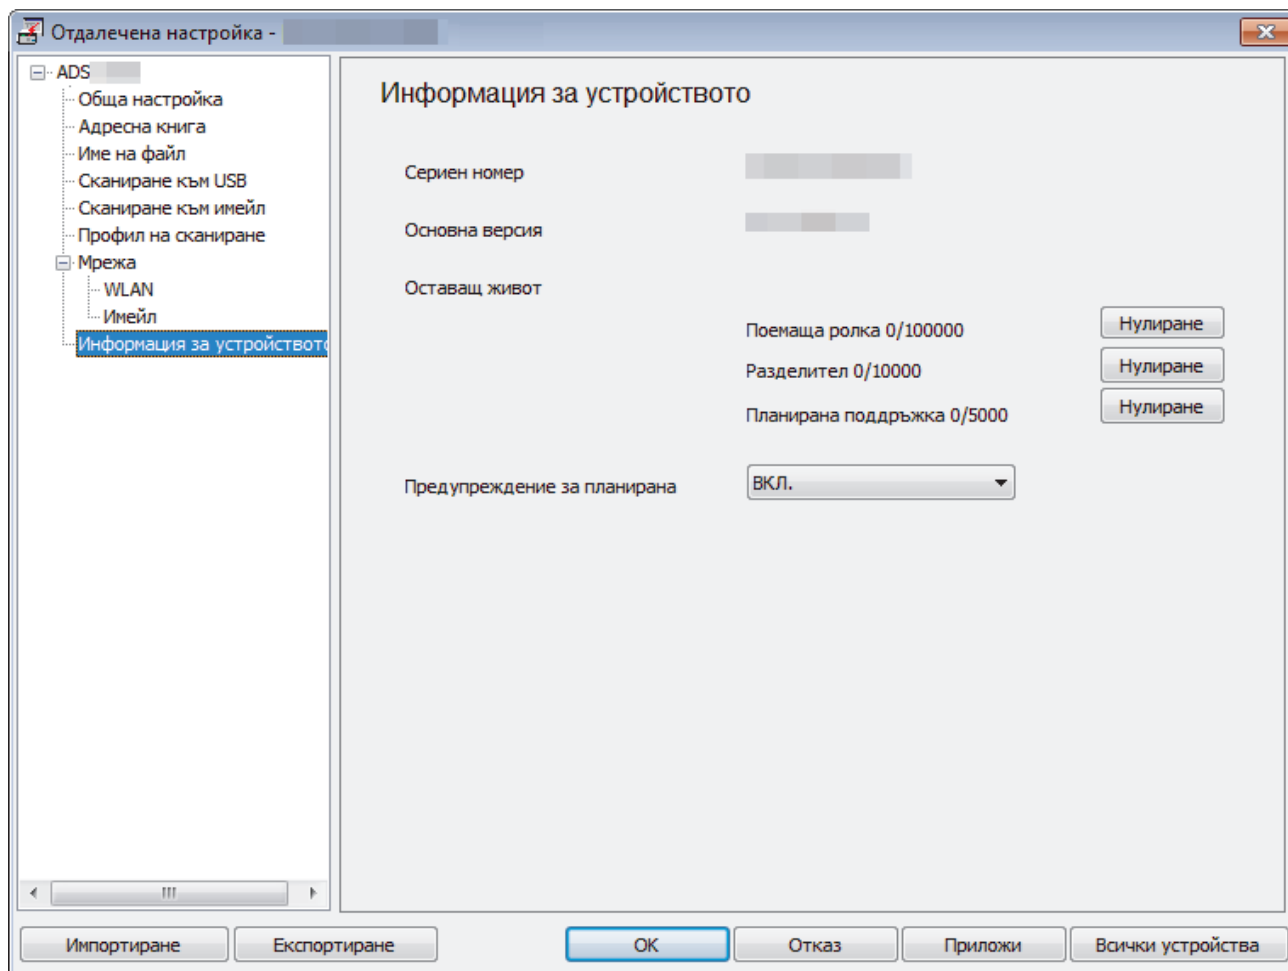 Отдалечена настройка -
ADS
Обща настройка
Адресна книга
Име на файл
Сканиране към USB
Сканиране към имейл
Профил на сканиране
Мрежа
WLAN
Имейл
Информация за устройството
Информация за устройството
Сериен номер
Основна версия
Оставащ живот
Поемаща ролка 0/100000 Нулиране
Разделител 0/10000 Нулиране
Планирана поддръжка 0/5000 Нулиране
Предупреждение за планирана ВКЛ.
Импортиране Експортиране OK Отказ Приложи Всички устройства